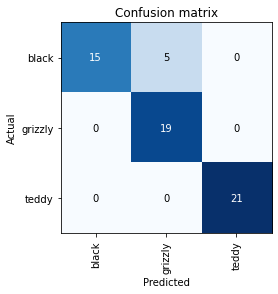 Confusion matrix
Actual
black 15 5 0
grizzly 0 19 0
teddy 0 0 21
black grizzly teddy
Predicted